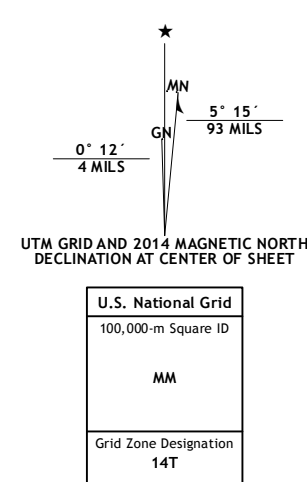 ★
MN
GN
5° 15´
93 MILS
0° 12´
4 MILS
UTM GRID AND 2014 MAGNETIC NORTH
DECLINATION AT CENTER OF SHEET
U.S. National Grid
100,000-m Square ID
MM
Grid Zone Designation
14T